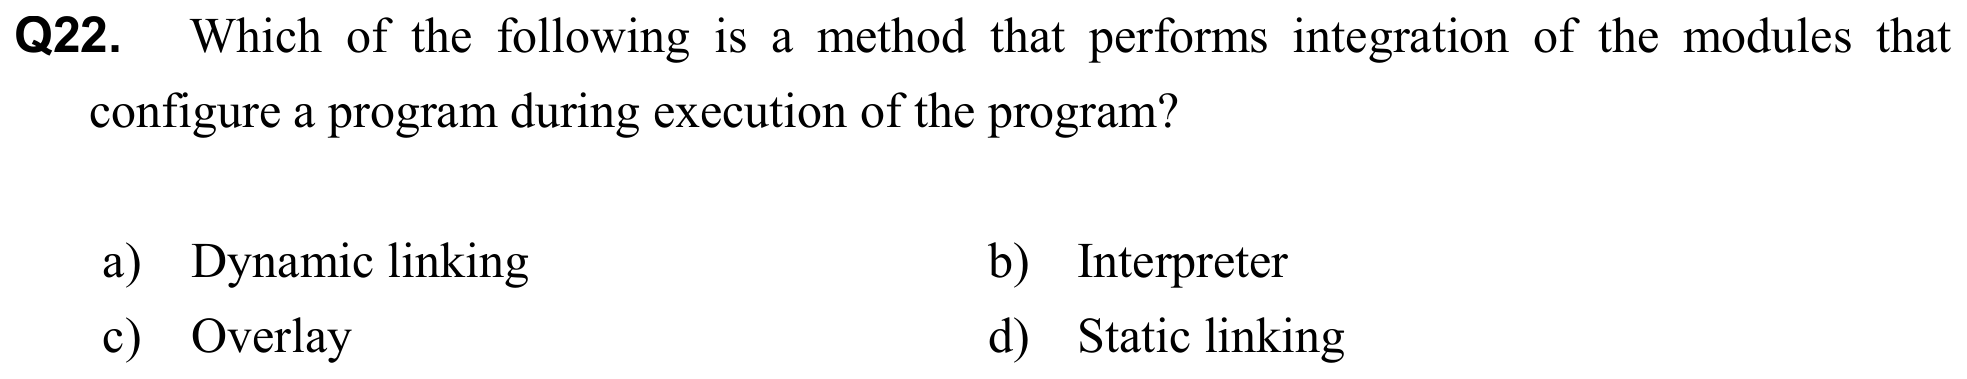 Q22. Which of the following is a method that performs integration of the modules that
configure a program during execution of the program?
a) Dynamic linking b) Interpreter
c) Overlay d) Static linking